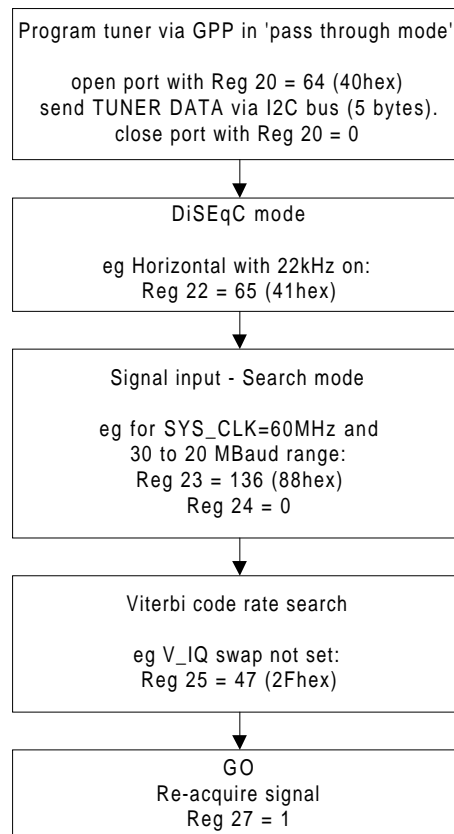 Program tuner via GPP in 'pass through mode'
open port with Reg 20 = 64 (40hex)
send TUNER DATA via I2C bus (5 bytes).
close port with Reg 20 = 0
DiSEqC mode
eg Horizontal with 22kHz on:
Reg 22 = 65 (41hex)
Signal input - Search mode
eg for SYS_CLK=60MHz and
30 to 20 MBaud range:
Reg 23 = 136 (88hex)
Reg 24 = 0
Viterbi code rate search
eg V_IQ swap not set:
Reg 25 = 47 (2Fhex)
GO
Re-acquire signal
Reg 27 = 1